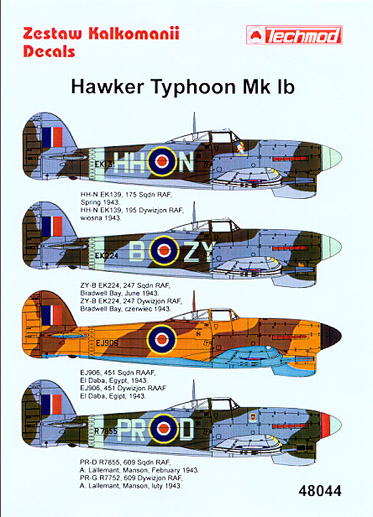 Zestaw Kalkomanii
Decals
Techmod
Hawker Typhoon Mk Ib
EK139
HH N
HH-N EK139, 175 Sqdn RAF,
Spring 1943.
HH-N EK139, 195 Dywizjon RAF,
wiosna 1943.
EK224
B ZY
ZY-B EK224, 247 Sqdn RAF,
Bradwell Bay, June 1943.
ZY-B EK224, 247 Dywizjon RAF,
Bradwell Bay, czerwiec 1943.
EJ906
EJ906, 451 Sqdn RAAF,
El Daba, Egypt, 1943.
EJ906, 451 Dywizjon RAAF
El Daba, Egipt, 1943.
R7855
PR D
PR-D R7855, 609 Sqdn RAF,
A. Lallemant, Manson, February 1943.
PR-G R7752, 609 Dywizjon RAF,
A. Lallemant, Manson, luty 1943.
48044